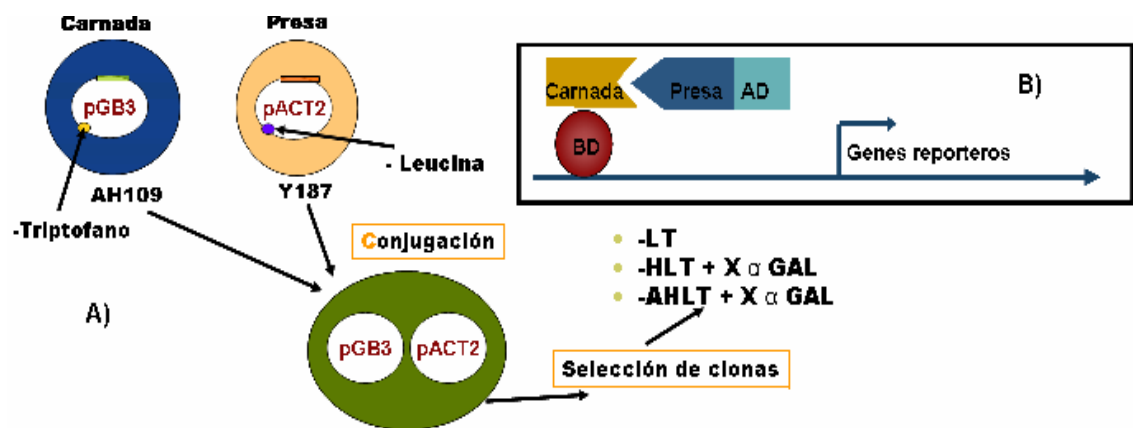 Carnada
Presa
pGB3
pACT2
- Leucina
AH109
Y187
-Triptofano
Conjugación
A)
pGB3
pACT2
Selección de clonas
-LT
-HLT + X α GAL
-AHLT + X α GAL
B)
Carnada
Presa
AD
BD
Genes reporteros